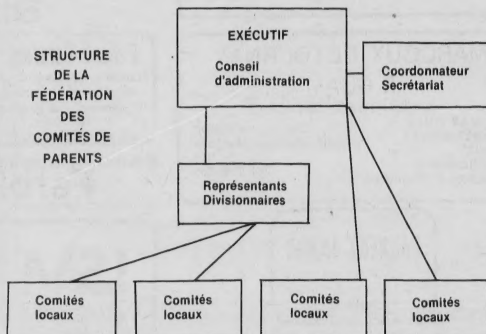 STRUCTURE
DE LA
FÉDÉRATION
DES
COMITÉS DE
PARENTS
EXÉCUTIF
Conseil
d'administration
Coordonnateur
Secrétariat
Représentants
Divisionnaires
Comités
locaux
Comités
locaux
Comités
locaux
Comités
locaux